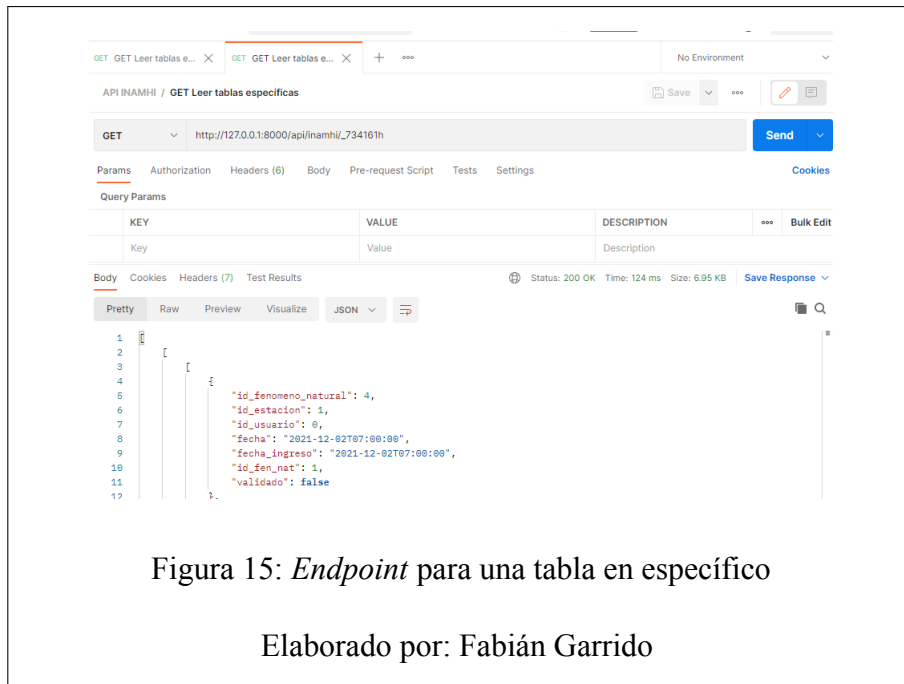 GET GET Leer tablas e... GET GET Leer tablas e... No Environment
API INAMHI / GET Leer tablas específicas Save
GET http://127.0.0.1:8000/api/inamhi/_734161h Send
Params Authorization Headers (6) Body Pre-request Script Tests Settings Cookies
Query Params
KEY VALUE DESCRIPTION Bulk Edit
Key Value Description
Body Cookies Headers (7) Test Results Status: 200 OK Time: 124 ms Size: 6.95 KB Save Response
Pretty Raw Preview Visualize JSON
1 [
2 [
3 [
4 {
5 "id_fenomeno_natural": 4,
6 "id_estacion": 1,
7 "id_usuario": 0,
8 "fecha": "2021-12-02T07:00:00",
9 "fecha_ingreso": "2021-12-02T07:00:00",
10 "id_fen_nat": 1,
11 "validado": false
12 },
Figura 15: Endpoint para una tabla en específico
Elaborado por: Fabián Garrido